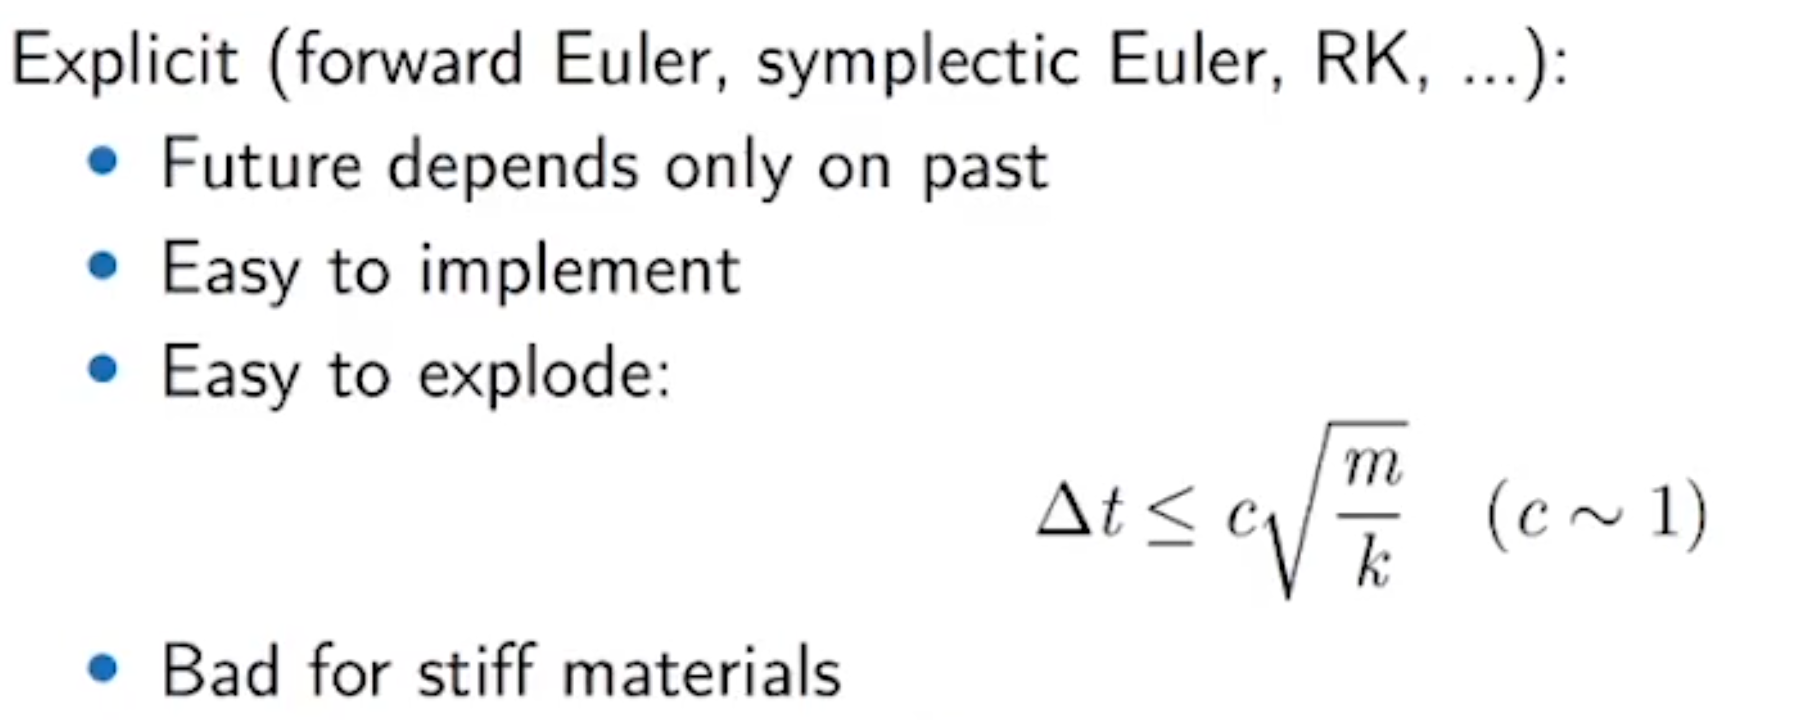 Explicit (forward Euler, symplectic Euler, RK, ...):
• Future depends only on past
• Easy to implement
• Easy to explode:
Δt ≤ c√(m/k) (c ∼ 1)
• Bad for stiff materials